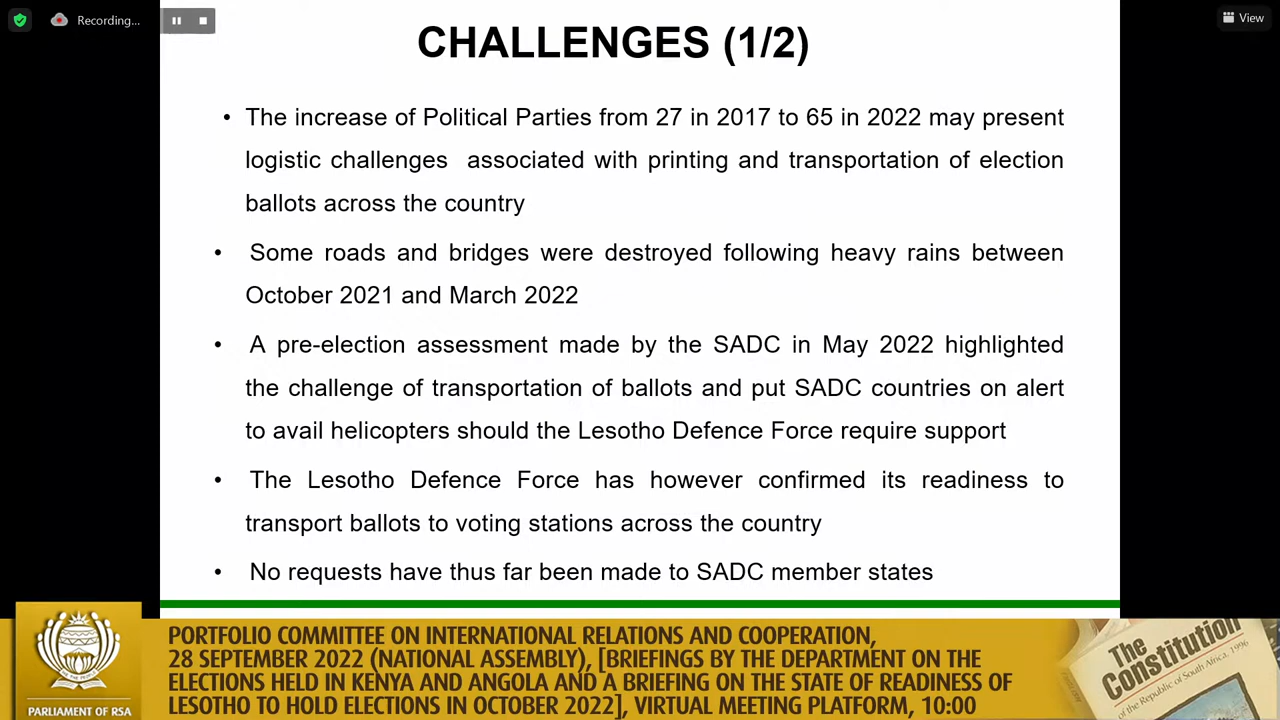 Recording...
View
CHALLENGES (1/2)
• The increase of Political Parties from 27 in 2017 to 65 in 2022 may present
logistic challenges associated with printing and transportation of election
ballots across the country
• Some roads and bridges were destroyed following heavy rains between
October 2021 and March 2022
• A pre-election assessment made by the SADC in May 2022 highlighted
the challenge of transportation of ballots and put SADC countries on alert
to avail helicopters should the Lesotho Defence Force require support
• The Lesotho Defence Force has however confirmed its readiness to
transport ballots to voting stations across the country
• No requests have thus far been made to SADC member states
PORTFOLIO COMMITTEE ON INTERNATIONAL RELATIONS AND COOPERATION,
28 SEPTEMBER 2022 (NATIONAL ASSEMBLY), [BRIEFINGS BY THE DEPARTMENT ON THE
ELECTIONS HELD IN KENYA AND ANGOLA AND A BRIEFING ON THE STATE OF READINESS OF
LESOTHO TO HOLD ELECTIONS IN OCTOBER 2022], VIRTUAL MEETING PLATFORM, 10:00
PARLIAMENT OF RSA
The
Constitution
of the Republic of South Africa, 1996